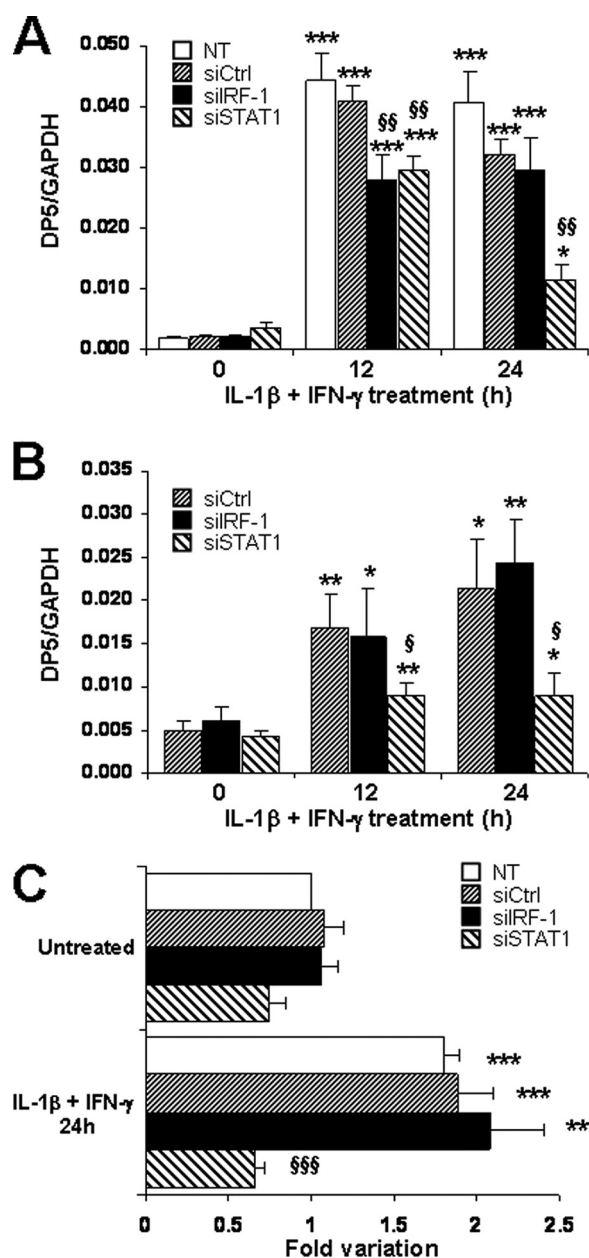 A
NT
siCtrl
siIRF-1
siSTAT1
DP5/GAPDH
0.050
0.040
0.030
0.020
0.010
0.000
***
***
§§
***
§§
***
***
***
***
§§
*
0
12
24
IL-1β + IFN-γ treatment (h)
B
siCtrl
siIRF-1
siSTAT1
DP5/GAPDH
0.035
0.030
0.025
0.020
0.015
0.010
0.005
0.000
**
*
§
**
*
**
§
*
0
12
24
IL-1β + IFN-γ treatment (h)
C
NT
siCtrl
siIRF-1
siSTAT1
Untreated
IL-1β + IFN-γ
24h
***
***
**
§§§
0
0.5
1
1.5
2
2.5
Fold variation